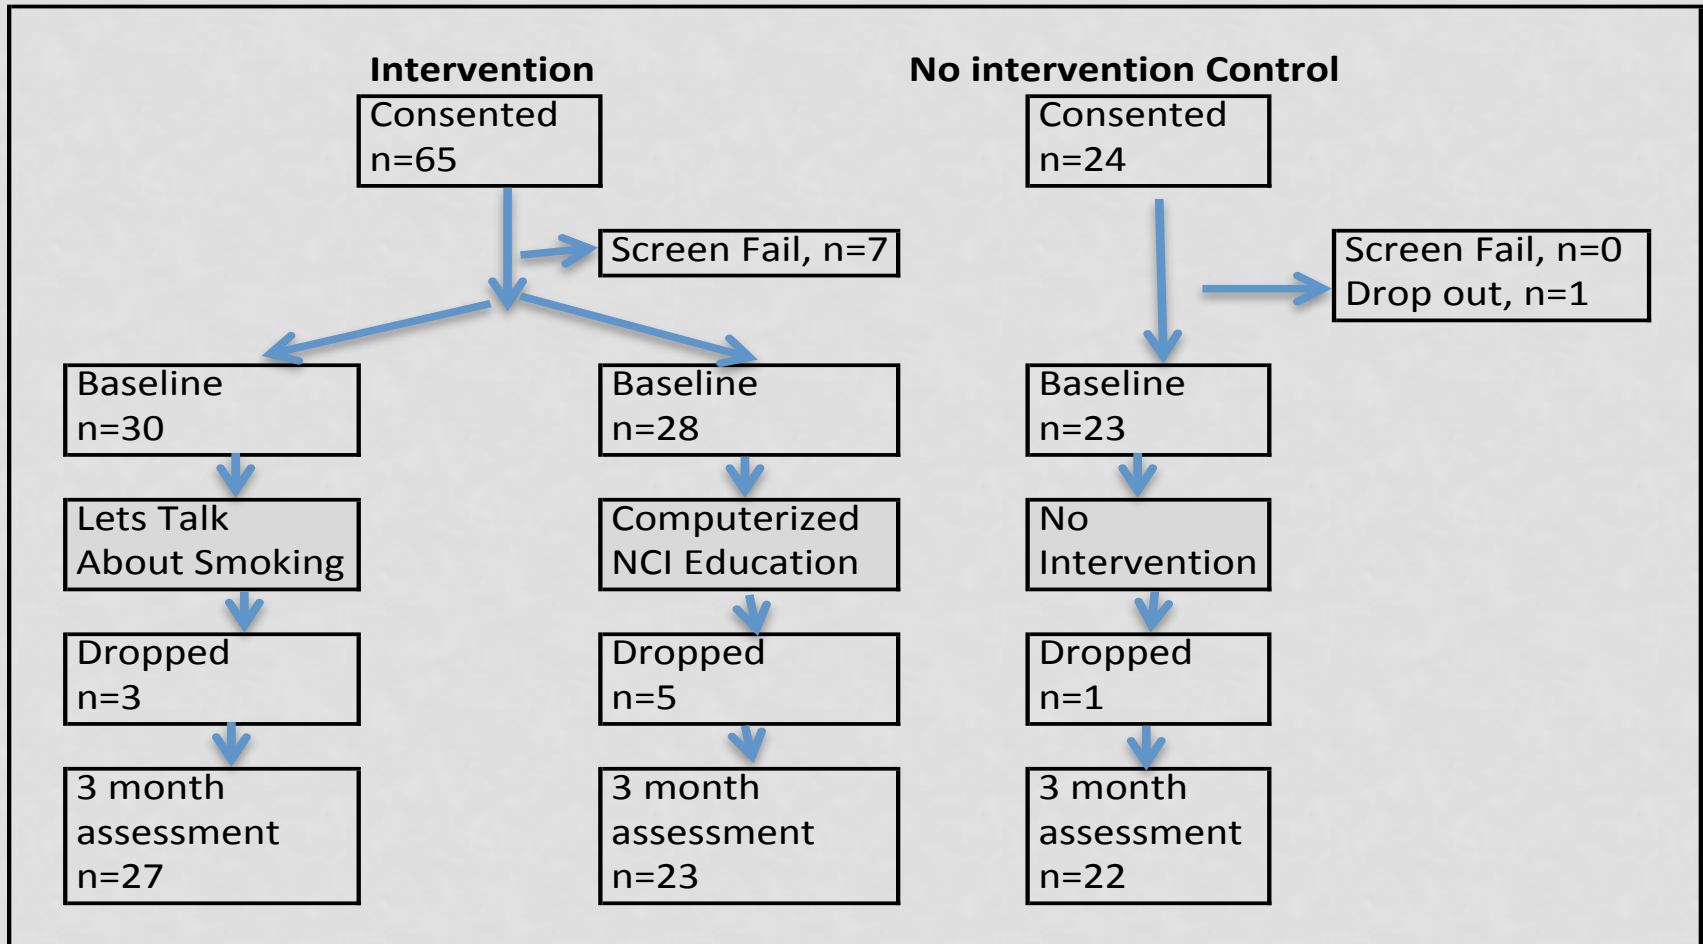 Intervention
No intervention Control
Consented
n=65
Consented
n=24
Screen Fail, n=7
Screen Fail, n=0
Drop out, n=1
Baseline
n=30
Baseline
n=28
Baseline
n=23
Lets Talk
About Smoking
Computerized
NCI Education
No
Intervention
Dropped
n=3
Dropped
n=5
Dropped
n=1
3 month
assessment
n=27
3 month
assessment
n=23
3 month
assessment
n=22